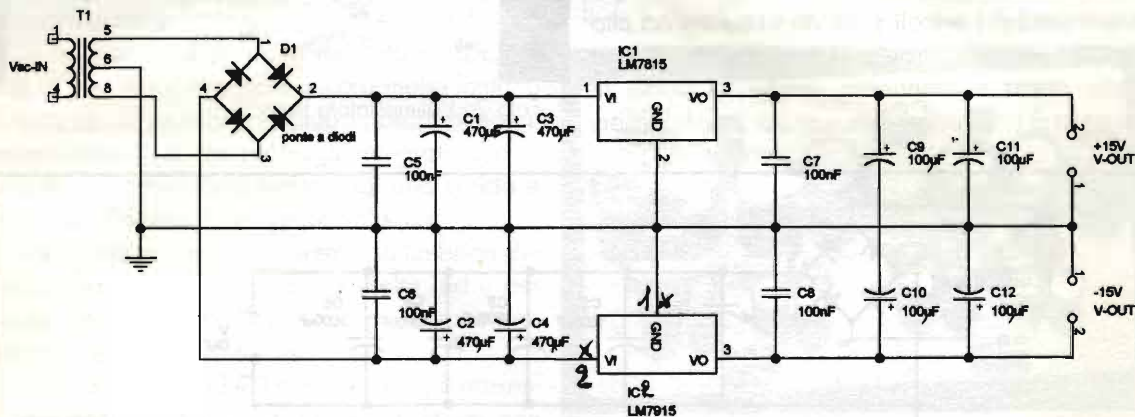 T1
1
5
6
Vac-IN
4
8
1
D1
4
-
+
2
ponte a diodi
3
C5
100nF
+
C1
470µF
+
C3
470µF
IC1
LM7815
1
VI
VO
3
GND
2
C7
100nF
+
C9
100µF
+
C11
100µF
2
+15V
V-OUT
1
C6
100nF
C2
+
470µF
C4
+
470µF
1
GND
2
VI
VO
3
IC2
LM7915
C8
100nF
C10
+
100µF
C12
+
100µF
1
-15V
V-OUT
2